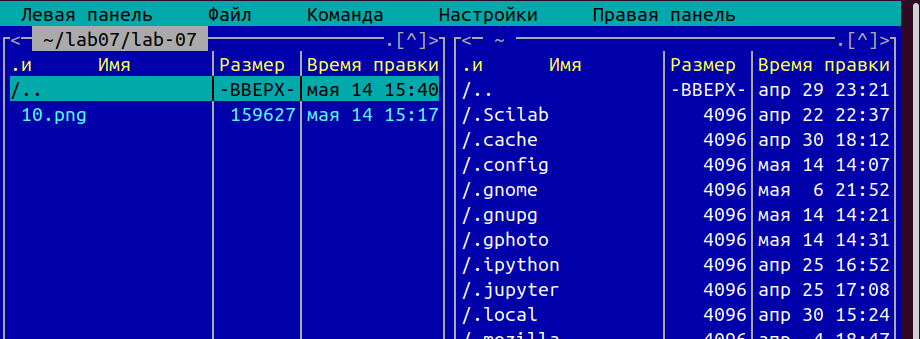 Левая панель Файл Команда Настройки Правая панель
<- ~/lab07/lab-07 .[^]> <- ~ .[^]>
.и Имя Размер Время правки .и Имя Размер Время правки
/.. -ВВЕРХ- мая 14 15:40 /.. -ВВЕРХ- апр 29 23:21
10.png 159627 мая 14 15:17 /.Scilab 4096 апр 22 22:37
/.cache 4096 апр 30 18:12
/.config 4096 мая 14 14:07
/.gnome 4096 мая 6 21:52
/.gnupg 4096 мая 14 14:21
/.gphoto 4096 мая 14 14:31
/.ipython 4096 апр 25 16:52
/.jupyter 4096 апр 25 17:08
/.local 4096 апр 30 15:24
/.mozilla 4096 апр 4 18:47